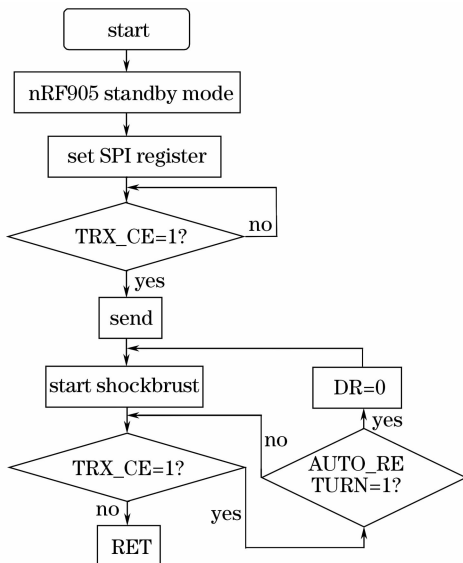 start
nRF905 standby mode
set SPI register
TRX_CE=1?
no
yes
send
start shockbrust
DR=0
yes
no
TRX_CE=1?
AUTO_RE
TURN=1?
no
yes
RET